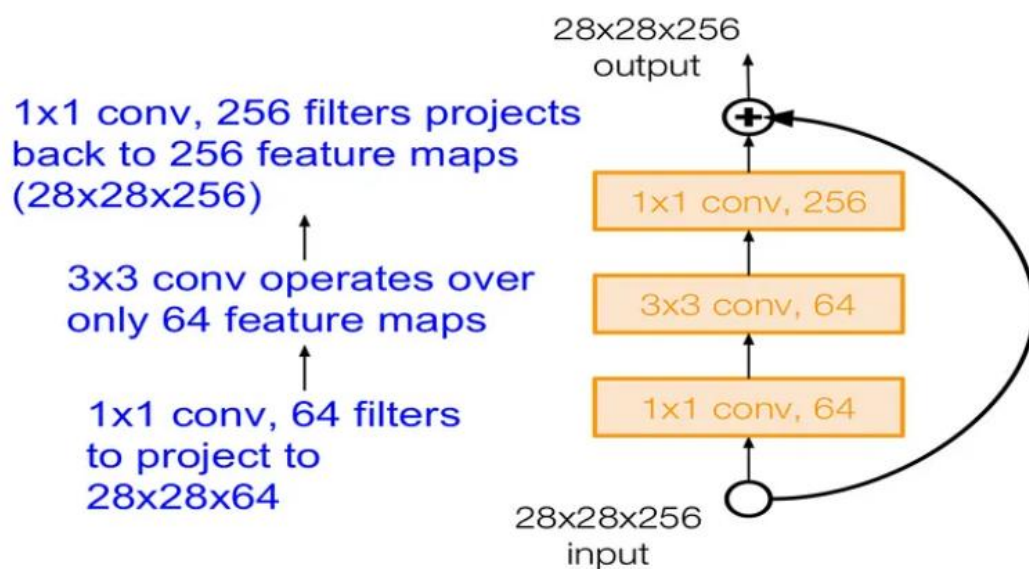 1x1 conv, 256 filters projects
back to 256 feature maps
(28x28x256)
3x3 conv operates over
only 64 feature maps
1x1 conv, 64 filters
to project to
28x28x64
28x28x256
output
1x1 conv, 256
3x3 conv, 64
1x1 conv, 64
28x28x256
input